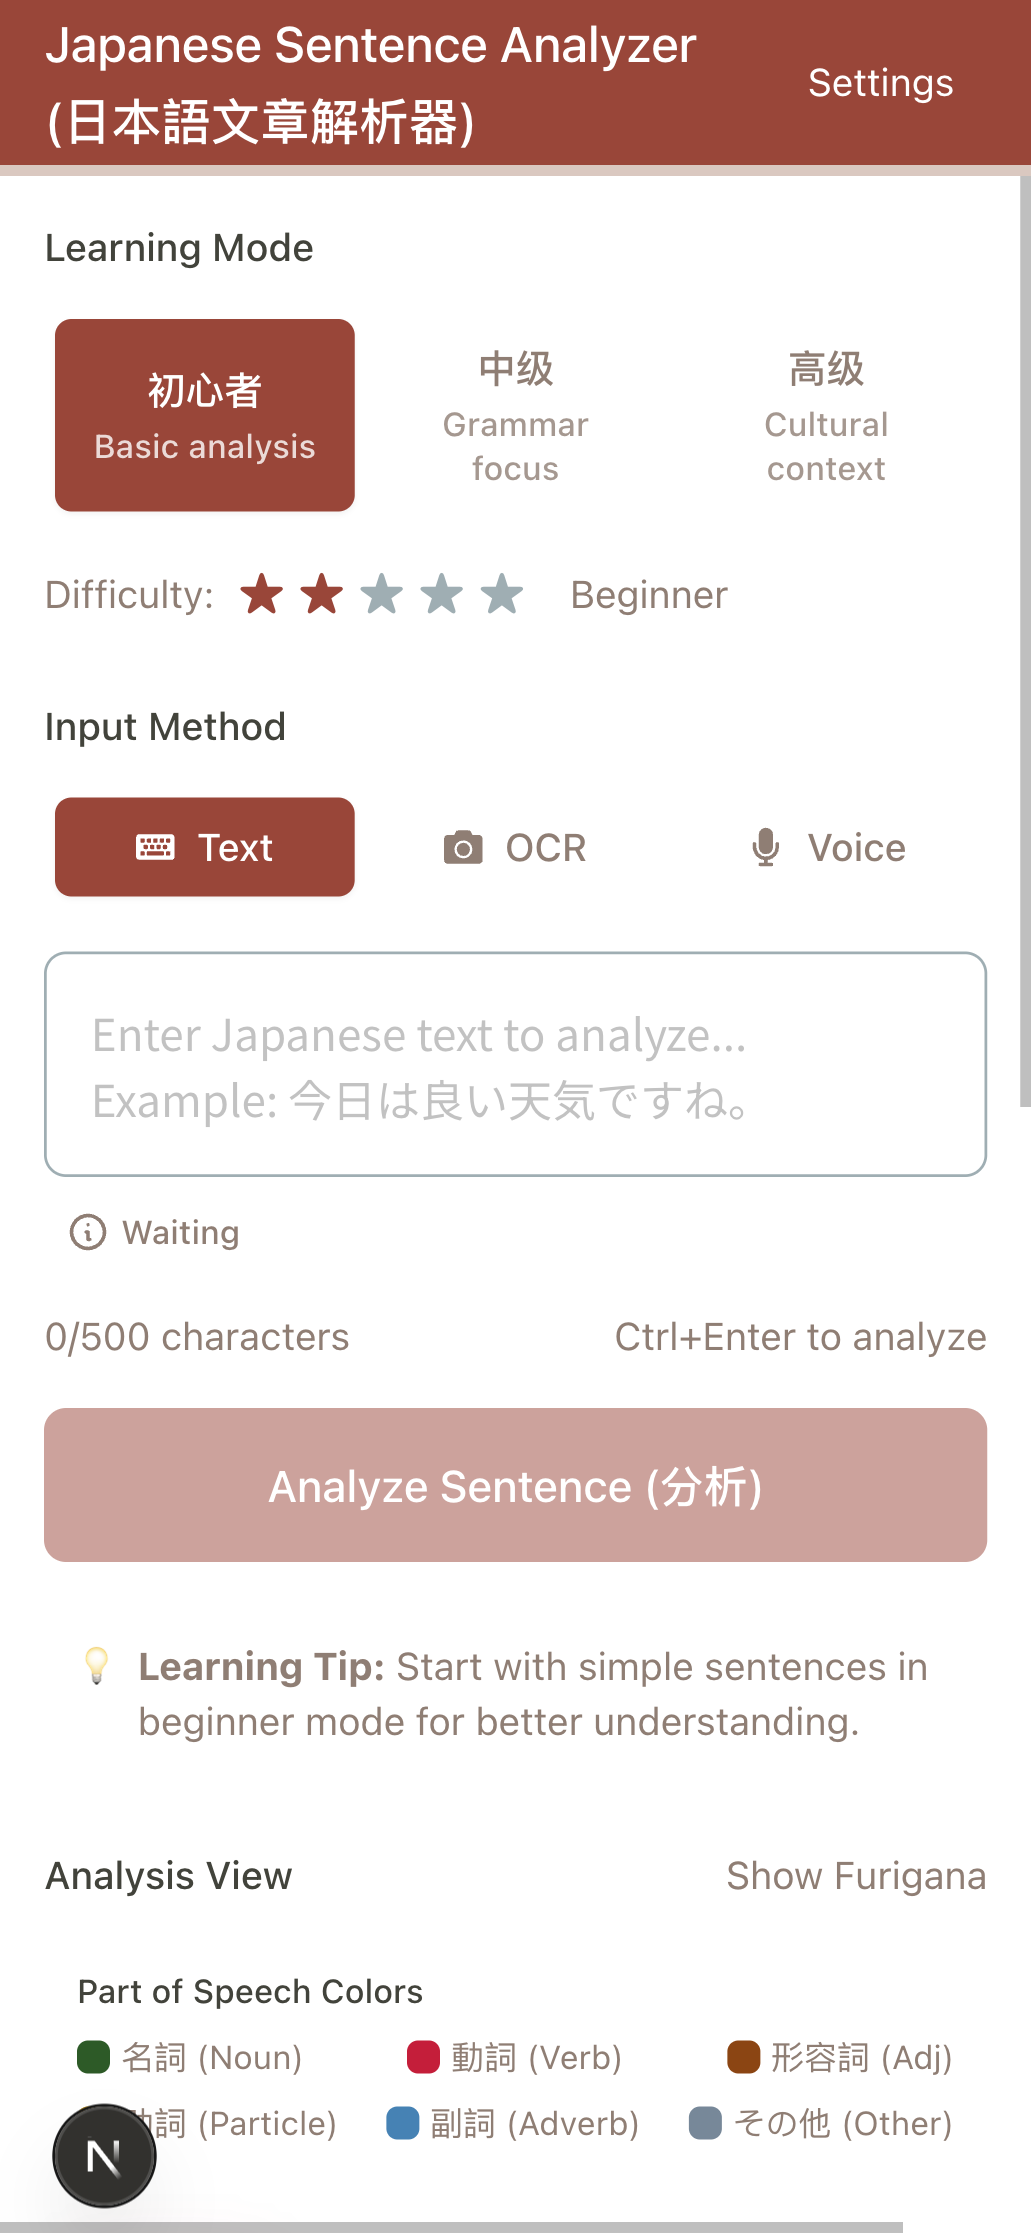 Japanese Sentence Analyzer
(日本語文章解析器)
Settings
Learning Mode
初心者
Basic analysis
中级
Grammar
focus
高级
Cultural
context
Difficulty:
Beginner
Input Method
Text
OCR
Voice
Enter Japanese text to analyze...
Example: 今日は良い天気ですね。
Waiting
0/500 characters
Ctrl+Enter to analyze
Analyze Sentence (分析)
Learning Tip: Start with simple sentences in
beginner mode for better understanding.
Analysis View
Show Furigana
Part of Speech Colors
名詞 (Noun)
動詞 (Verb)
形容詞 (Adj)
詞 (Particle)
副詞 (Adverb)
その他 (Other)
N